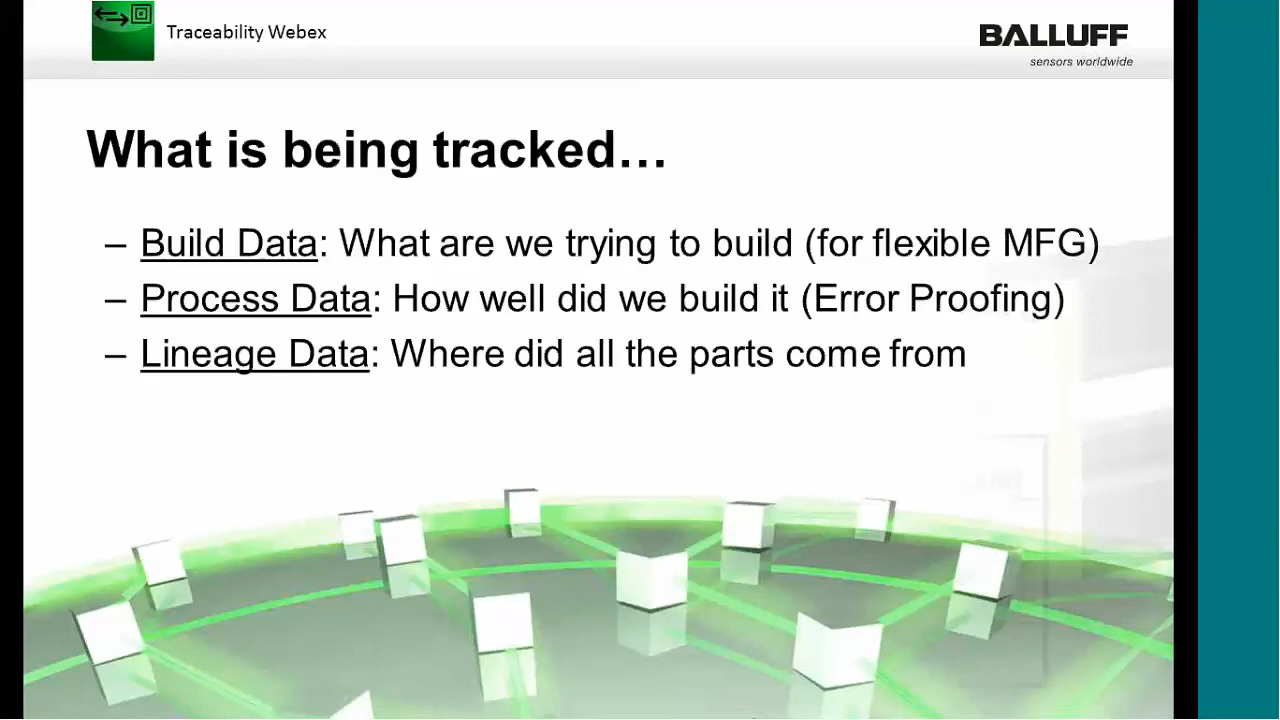 Traceability Webex
BALLUFF
sensors worldwide
What is being tracked…
– Build Data: What are we trying to build (for flexible MFG)
– Process Data: How well did we build it (Error Proofing)
– Lineage Data: Where did all the parts come from